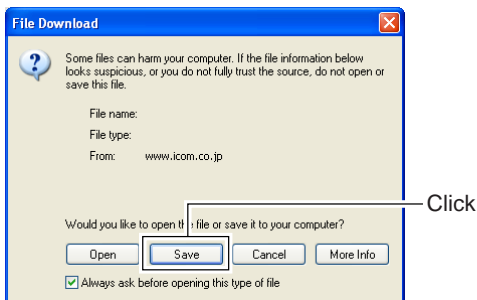 File Download
Some files can harm your computer. If the file information below
looks suspicious, or you do not fully trust the source, do not open or
save this file.
File name:
File type:
From: www.icom.co.jp
Click
Would you like to open the file or save it to your computer?
Open Save Cancel More Info
Always ask before opening this type of file